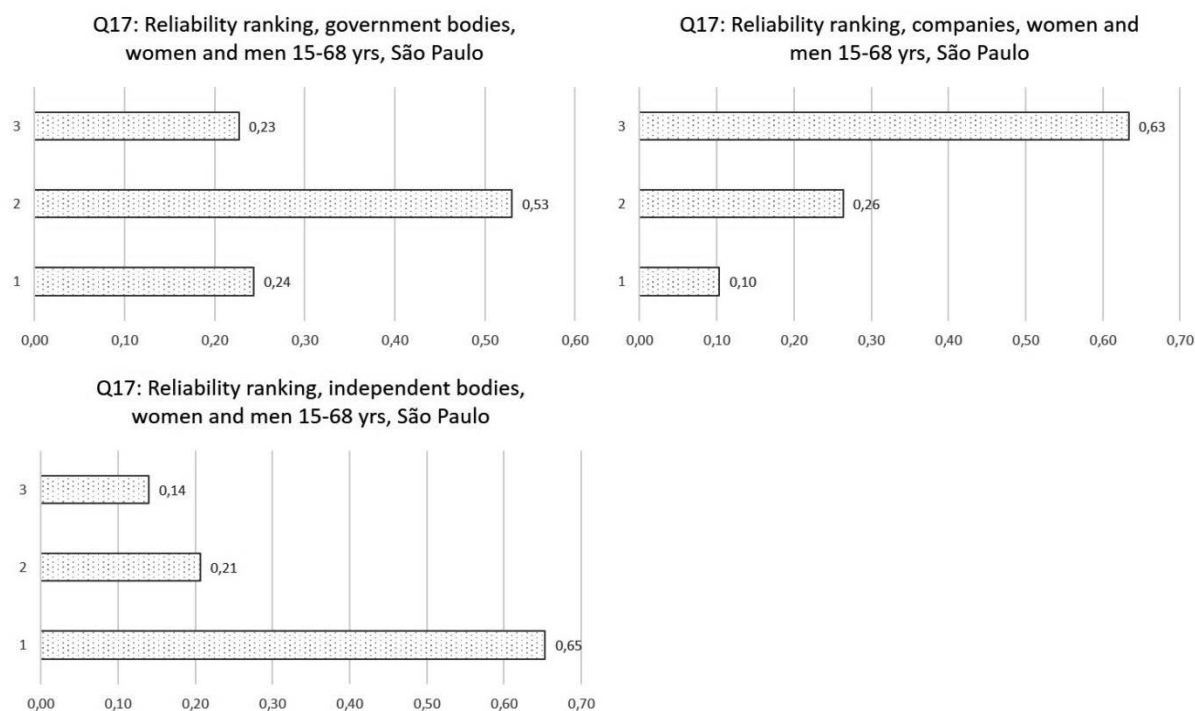 Q17: Reliability ranking, government bodies,
women and men 15-68 yrs, São Paulo
3
0,23
2
0,53
1
0,24
0,00 0,10 0,20 0,30 0,40 0,50 0,60
Q17: Reliability ranking, companies, women and
men 15-68 yrs, São Paulo
3
0,63
2
0,26
1
0,10
0,00 0,10 0,20 0,30 0,40 0,50 0,60 0,70
Q17: Reliability ranking, independent bodies,
women and men 15-68 yrs, São Paulo
3
0,14
2
0,21
1
0,65
0,00 0,10 0,20 0,30 0,40 0,50 0,60 0,70